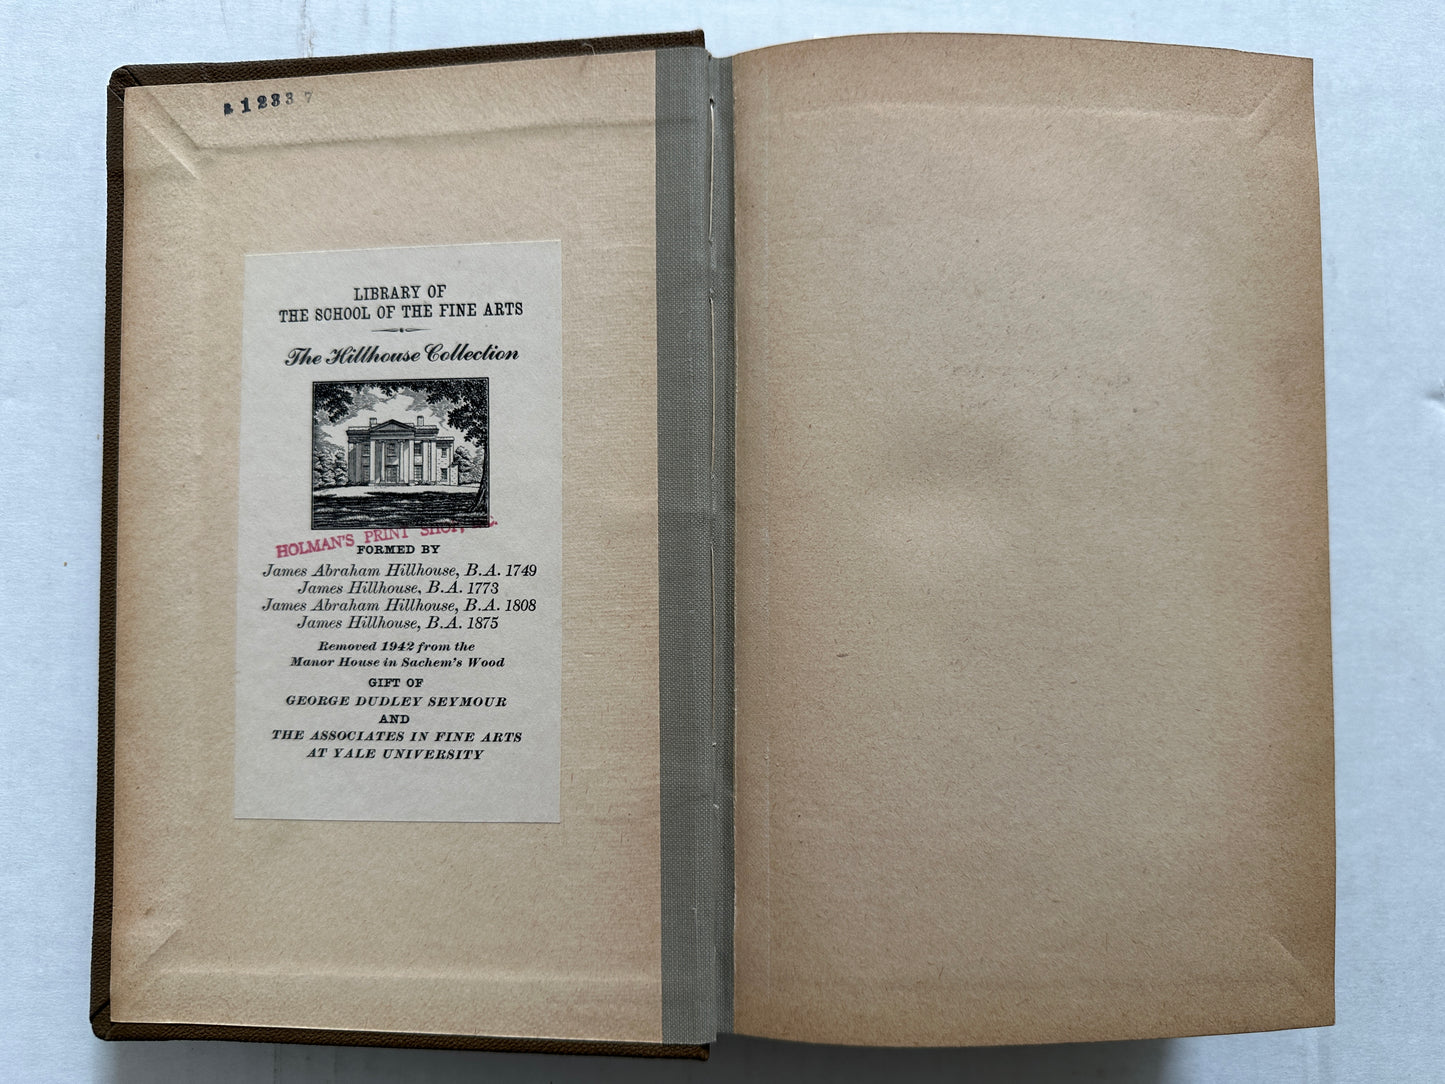 12337
LIBRARY OF
THE SCHOOL OF THE FINE ARTS
The Hillhouse Collection
HOLMAN'S PRINT SHOP,
FORMED BY
James Abraham Hillhouse, B.A. 1749
James Hillhouse, B.A. 1773
James Abraham Hillhouse, B.A. 1808
James Hillhouse, B.A. 1875
Removed 1942 from the
Manor House in Sachem's Wood
GIFT OF
GEORGE DUDLEY SEYMOUR
AND
THE ASSOCIATES IN FINE ARTS
AT YALE UNIVERSITY